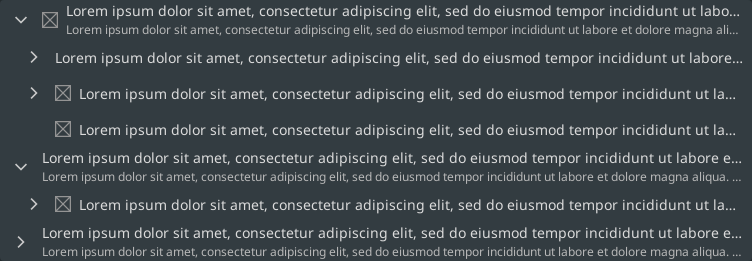 Lorem ipsum dolor sit amet, consectetur adipiscing elit, sed do eiusmod tempor incididunt ut labo...
Lorem ipsum dolor sit amet, consectetur adipiscing elit, sed do eiusmod tempor incididunt ut labore et dolore magna ali...
Lorem ipsum dolor sit amet, consectetur adipiscing elit, sed do eiusmod tempor incididunt ut labore...
Lorem ipsum dolor sit amet, consectetur adipiscing elit, sed do eiusmod tempor incididunt ut la...
Lorem ipsum dolor sit amet, consectetur adipiscing elit, sed do eiusmod tempor incididunt ut la...
Lorem ipsum dolor sit amet, consectetur adipiscing elit, sed do eiusmod tempor incididunt ut labore e...
Lorem ipsum dolor sit amet, consectetur adipiscing elit, sed do eiusmod tempor incididunt ut labore et dolore magna aliqua. ...
Lorem ipsum dolor sit amet, consectetur adipiscing elit, sed do eiusmod tempor incididunt ut la...
Lorem ipsum dolor sit amet, consectetur adipiscing elit, sed do eiusmod tempor incididunt ut labore e...
Lorem ipsum dolor sit amet, consectetur adipiscing elit, sed do eiusmod tempor incididunt ut labore et dolore magna aliqua. ...